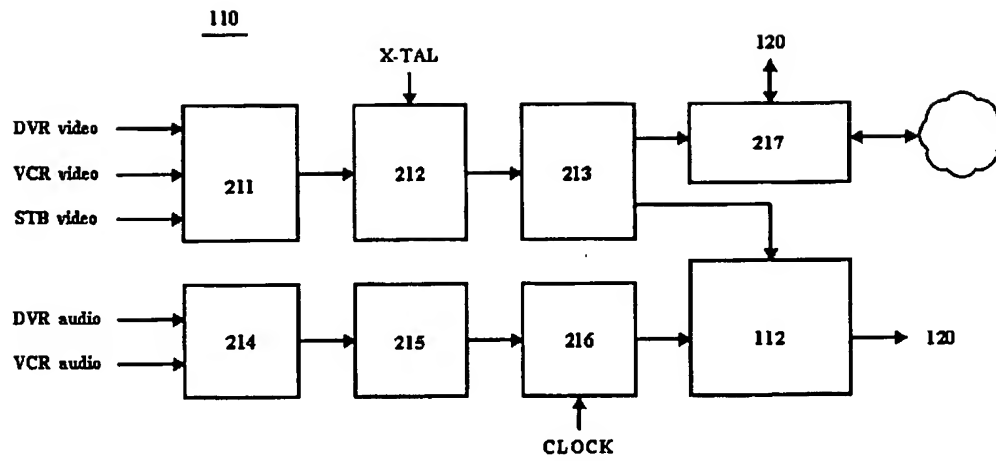 110
X-TAL
120
DVR video
VCR video
STB video
211
212
213
217
DVR audio
VCR audio
214
215
216
112
120
CLOCK